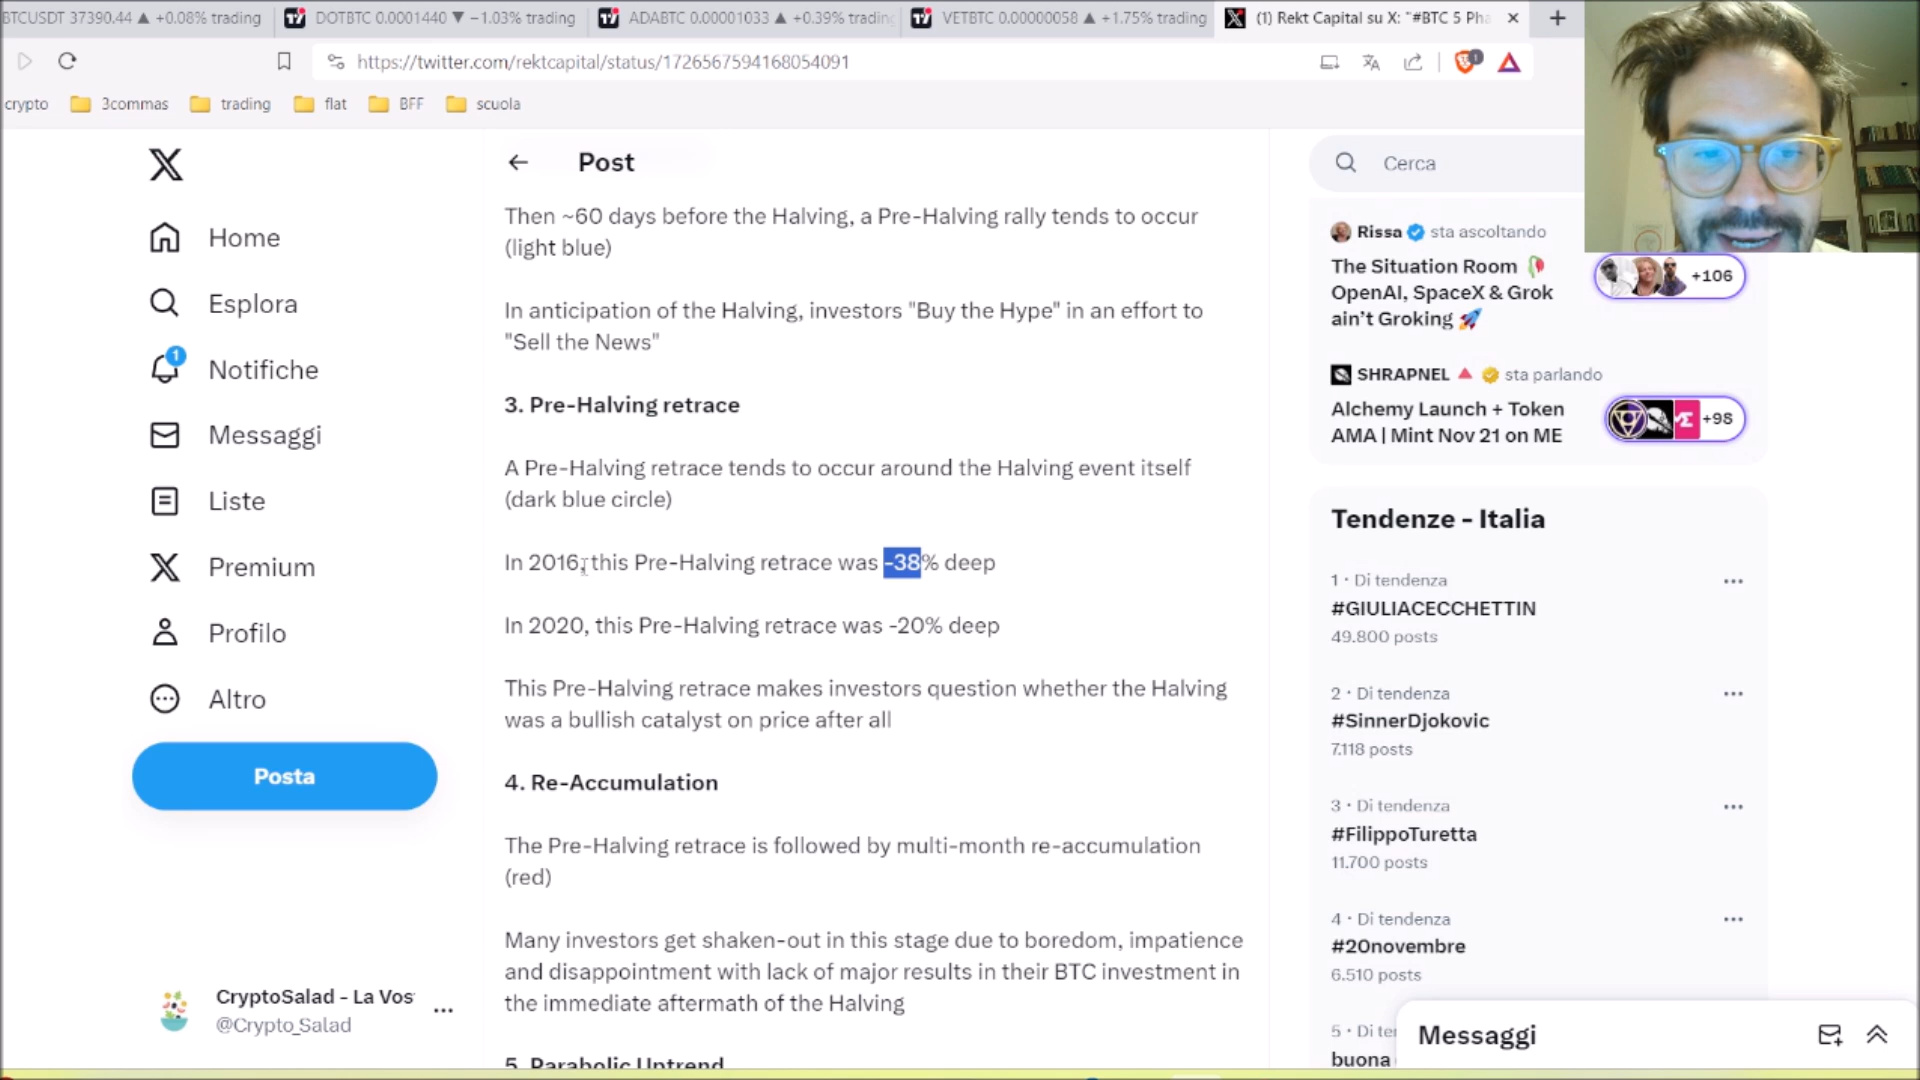 BTCUSDT 37390.44 ▲ +0.08% trading
DOTBTC 0.0001440 ▼ −1.03% trading
ADABTC 0.00001033 ▲ +0.39% trading
VETBTC 0.00000058 ▲ +1.75% trading
(1) Rekt Capital su X: "#BTC 5 Pha
https://twitter.com/rektcapital/status/1726567594168054091
1
crypto
3commas
trading
flat
BFF
scuola
Post
Cerca
Home
Esplora
1
Notifiche
Messaggi
Liste
Premium
Profilo
Altro
Posta
CryptoSalad - La Vos
@Crypto_Salad
Then ~60 days before the Halving, a Pre-Halving rally tends to occur
(light blue)
In anticipation of the Halving, investors "Buy the Hype" in an effort to
"Sell the News"
3. Pre-Halving retrace
A Pre-Halving retrace tends to occur around the Halving event itself
(dark blue circle)
In 2016, this Pre-Halving retrace was -38% deep
In 2020, this Pre-Halving retrace was -20% deep
This Pre-Halving retrace makes investors question whether the Halving
was a bullish catalyst on price after all
4. Re-Accumulation
The Pre-Halving retrace is followed by multi-month re-accumulation
(red)
Many investors get shaken-out in this stage due to boredom, impatience
and disappointment with lack of major results in their BTC investment in
the immediate aftermath of the Halving
5. Parabolic Uptrend
Rissa sta ascoltando
The Situation Room
OpenAI, SpaceX & Grok
ain't Groking
+106
SHRAPNEL sta parlando
Alchemy Launch + Token
AMA | Mint Nov 21 on ME
+98
Tendenze - Italia
1 · Di tendenza
#GIULIACECCHETTIN
49.800 posts
2 · Di tendenza
#SinnerDjokovic
7.118 posts
3 · Di tendenza
#FilippoTuretta
11.700 posts
4 · Di tendenza
#20novembre
6.510 posts
5 · Di te
buona
Messaggi